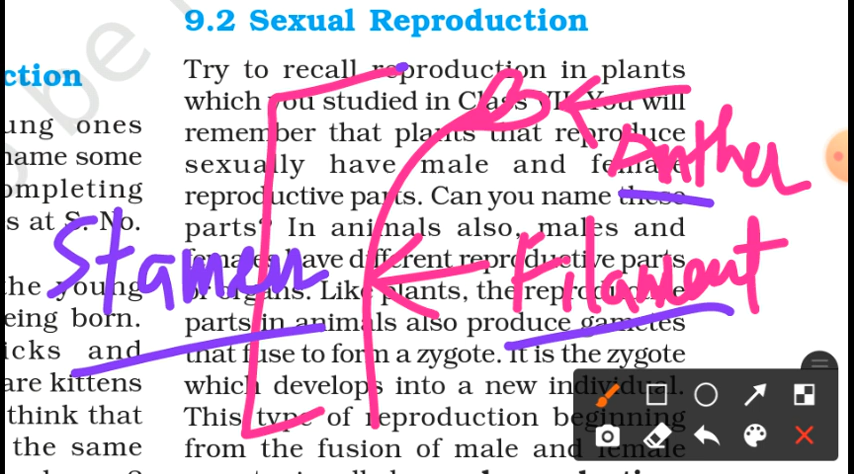 9.2 Sexual Reproduction
Try to recall reproduction in plants
which you studied in Class VII. You will
remember that plants that reproduce
sexually have male and female
reproductive parts. Can you name these
parts? In animals also, males and
females have different reproductive parts
or organs. Like plants, the reproductive
parts in animals also produce gametes
that fuse to form a zygote. It is the zygote
which develops into a new individual.
This type of reproduction beginning
from the fusion of male and female
ction
ung ones
name some
ompleting
s at S. No.
the young
eing born.
icks and
are kittens
think that
the same
Anther
Filament
Stamen
be